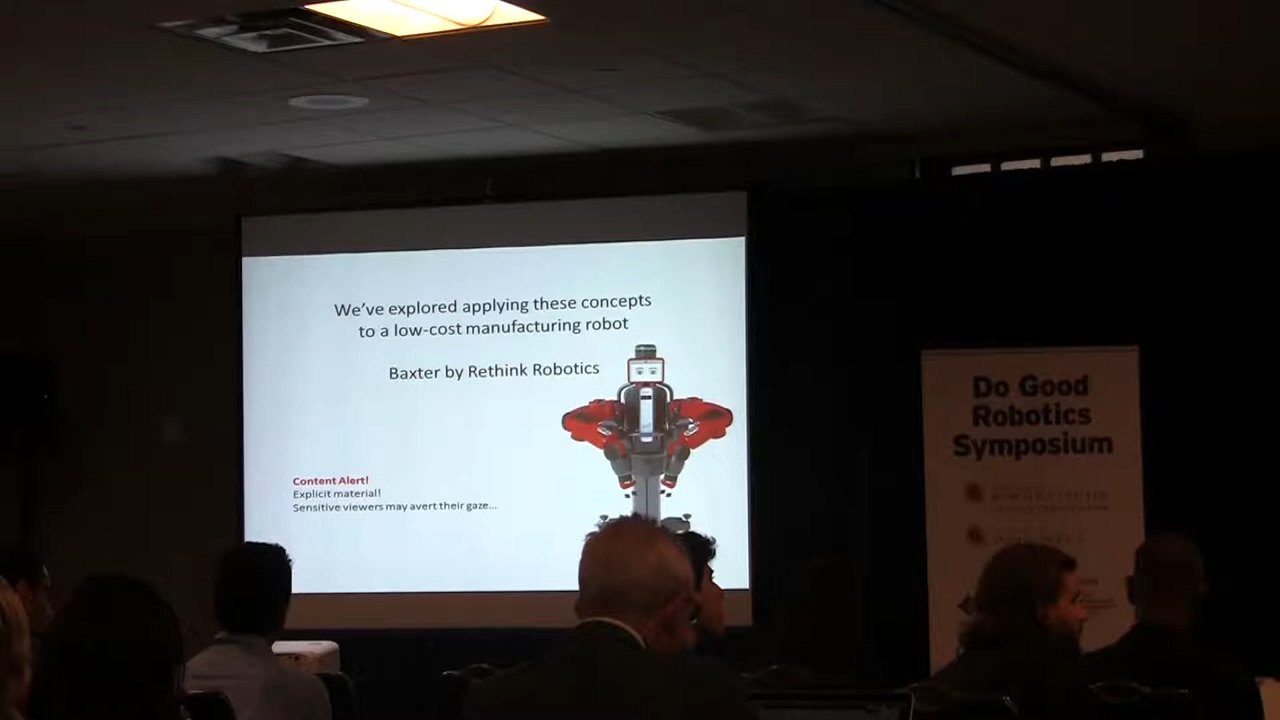 We've explored applying these concepts
to a low-cost manufacturing robot
Baxter by Rethink Robotics
Content Alert!
Explicit material!
Sensitive viewers may avert their gaze...
Do Good
Robotics
Symposium